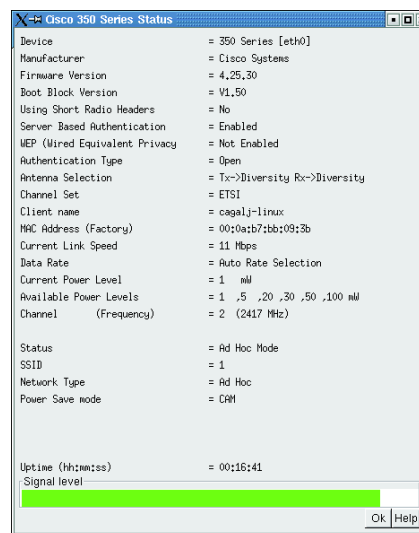 Cisco 350 Series Status
Device = 350 Series [eth0]
Manufacturer = Cisco Systems
Firmware Version = 4.25.30
Boot Block Version = V1.50
Using Short Radio Headers = No
Server Based Authentication = Enabled
WEP (Wired Equivalent Privacy = Not Enabled
Authentication Type = Open
Antenna Selection = Tx->Diversity Rx->Diversity
Channel Set = ETSI
Client name = cagalj-linux
MAC Address (Factory) = 00:0a:b7:bb:09:3b
Current Link Speed = 11 Mbps
Data Rate = Auto Rate Selection
Current Power Level = 1 mW
Available Power Levels = 1 ,5 ,20 ,30 ,50 ,100 mW
Channel (Frequency) = 2 (2417 MHz)
Status = Ad Hoc Mode
SSID = 1
Network Type = Ad Hoc
Power Save mode = CAM
Uptime (hh:mm:ss) = 00:16:41
Signal level
Ok Help